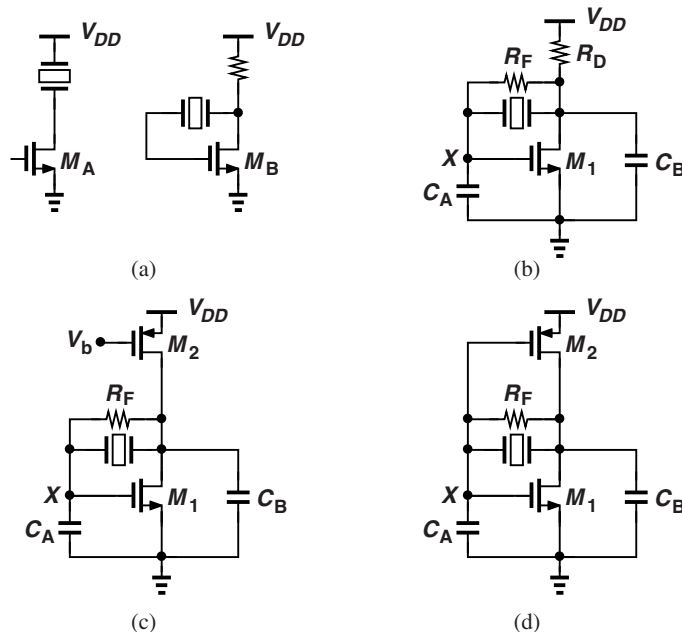 V_DD
M_A
(a)
V_DD
M_B
V_DD
R_D
R_F
X
M_1
C_A
C_B
(b)
V_DD
V_b
M_2
R_F
X
M_1
C_A
C_B
(c)
V_DD
M_2
R_F
X
M_1
C_A
C_B
(d)